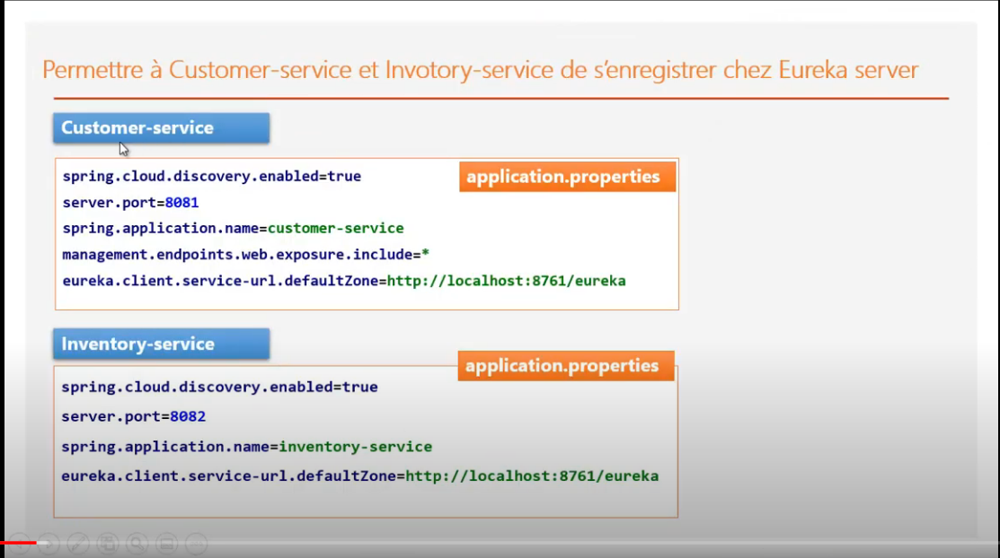 Permettre à Customer-service et Invotory-service de s’enregistrer chez Eureka server
Customer-service
application.properties
spring.cloud.discovery.enabled=true
server.port=8081
spring.application.name=customer-service
management.endpoints.web.exposure.include=*
eureka.client.service-url.defaultZone=http://localhost:8761/eureka
Inventory-service
application.properties
spring.cloud.discovery.enabled=true
server.port=8082
spring.application.name=inventory-service
eureka.client.service-url.defaultZone=http://localhost:8761/eureka